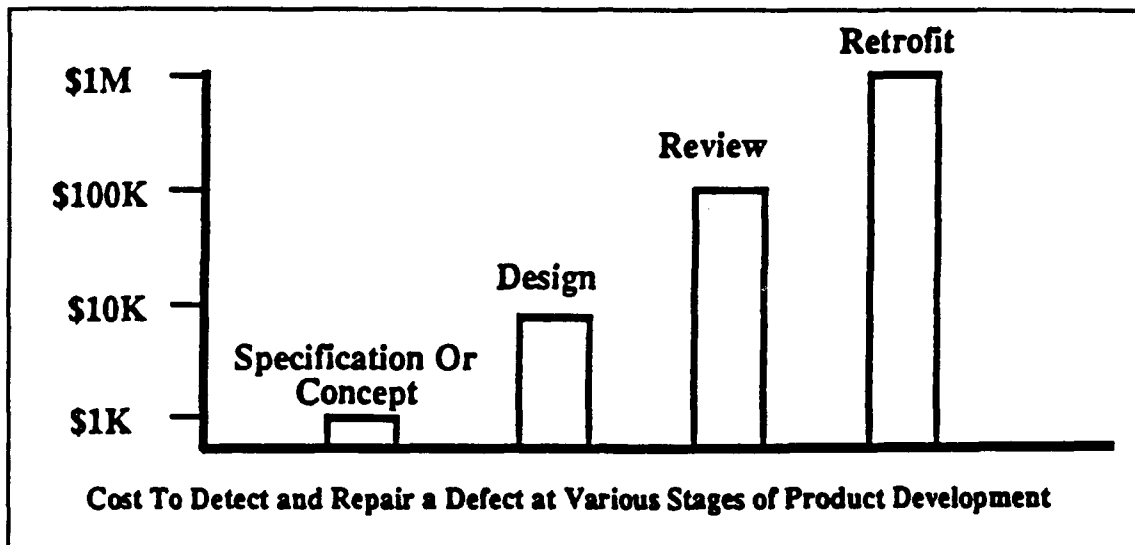 Retrofit
$1M
Review
$100K
Design
$10K
Specification Or
Concept
$1K
Cost To Detect and Repair a Defect at Various Stages of Product Development